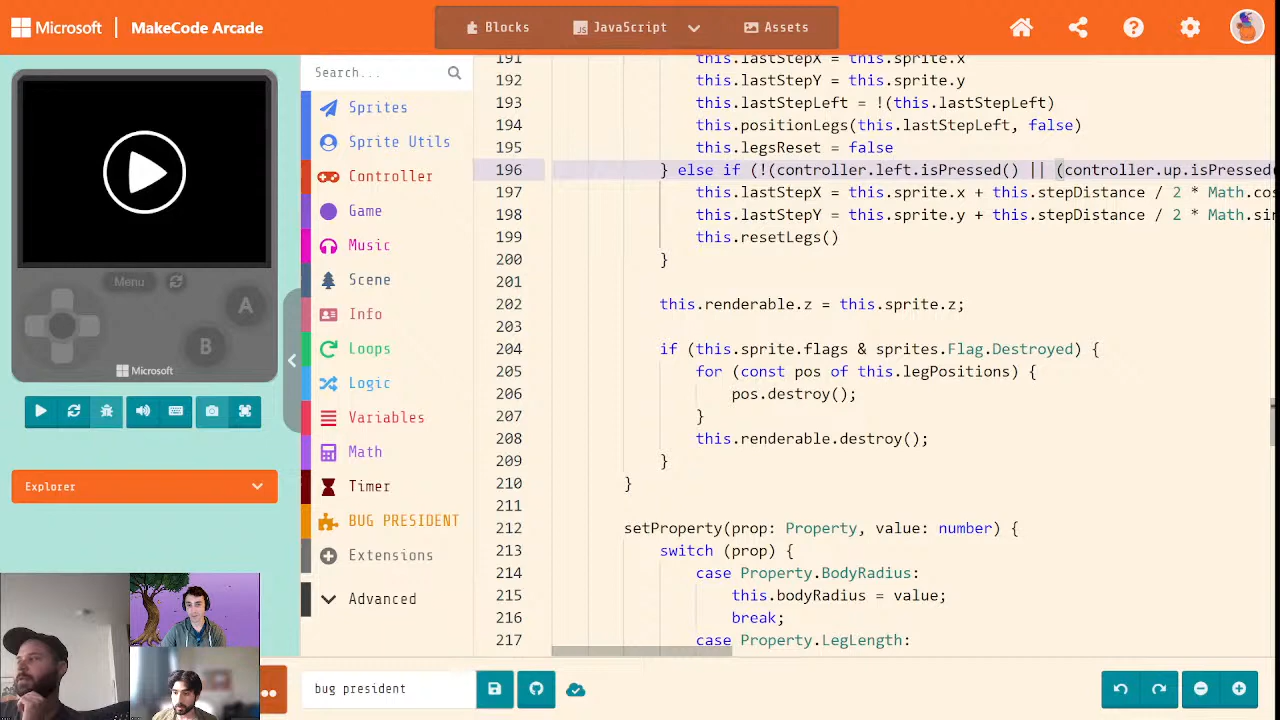 Microsoft | MakeCode Arcade
Blocks
JavaScript
Assets
Menu
A
B
Microsoft
Explorer
Search...
Sprites
Sprite Utils
Controller
Game
Music
Scene
Info
Loops
Logic
Variables
Math
Timer
BUG PRESIDENT
Extensions
Advanced
191 this.lastStepX = this.sprite.x
192 this.lastStepY = this.sprite.y
193 this.lastStepLeft = !(this.lastStepLeft)
194 this.positionLegs(this.lastStepLeft, false)
195 this.legsReset = false
196 } else if (!(controller.left.isPressed() || (controller.up.isPressed
197 this.lastStepX = this.sprite.x + this.stepDistance / 2 * Math.co
198 this.lastStepY = this.sprite.y + this.stepDistance / 2 * Math.si
199 this.resetLegs()
200 }
201
202 this.renderable.z = this.sprite.z;
203
204 if (this.sprite.flags & sprites.Flag.Destroyed) {
205 for (const pos of this.legPositions) {
206 pos.destroy();
207 }
208 this.renderable.destroy();
209 }
210 }
211
212 setProperty(prop: Property, value: number) {
213 switch (prop) {
214 case Property.BodyRadius:
215 this.bodyRadius = value;
216 break;
217 case Property.LegLength:
bug president